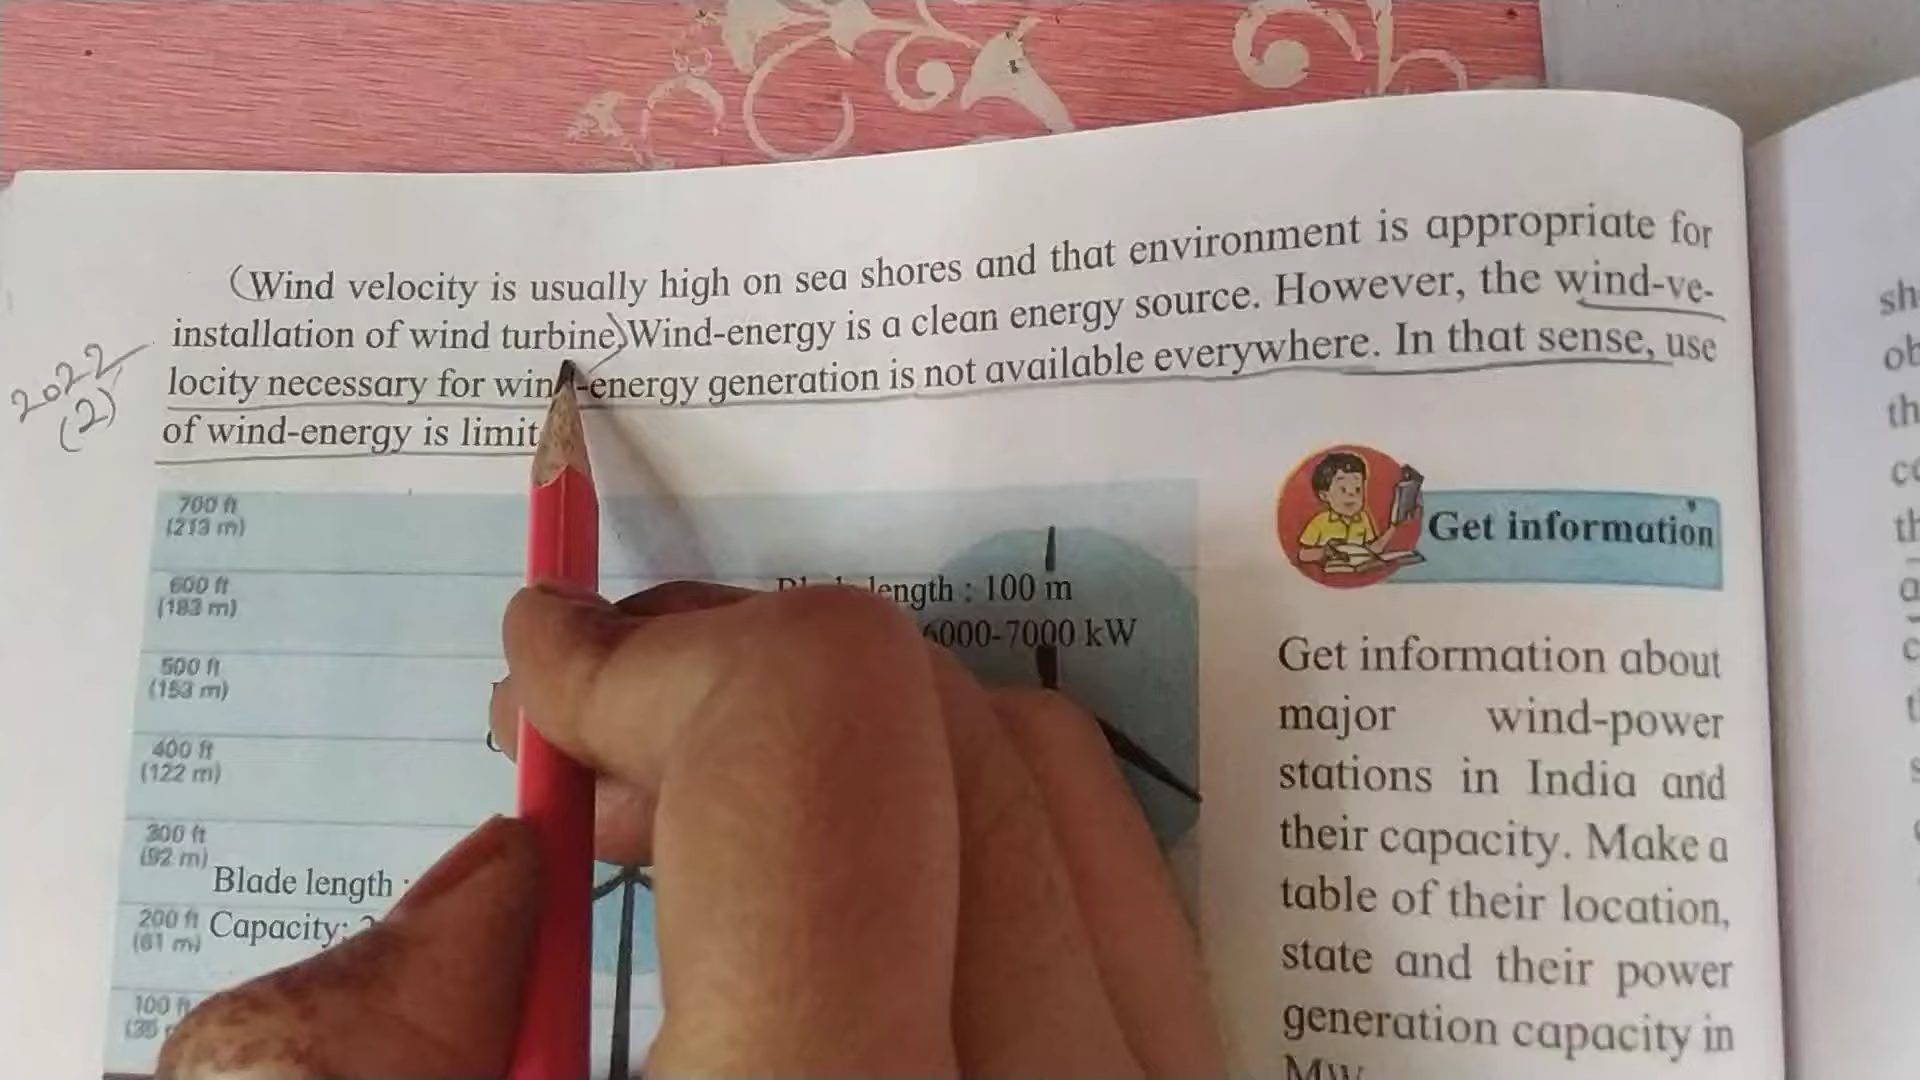 (Wind velocity is usually high on sea shores and that environment is appropriate for
installation of wind turbine) Wind-energy is a clean energy source. However, the wind-ve-
locity necessary for wind-energy generation is not available everywhere. In that sense, use
of wind-energy is limit
2022
(2)
700 ft
(213 m)
600 ft
(183 m)
500 ft
(153 m)
400 ft
(122 m)
300 ft
(92 m)
200 ft
(61 m)
100 ft
length : 100 m
6000-7000 kW
Blade length :
Capacity:
Get information
Get information about
major wind-power
stations in India and
their capacity. Make a
table of their location,
state and their power
generation capacity in
MW
sh
ob
th